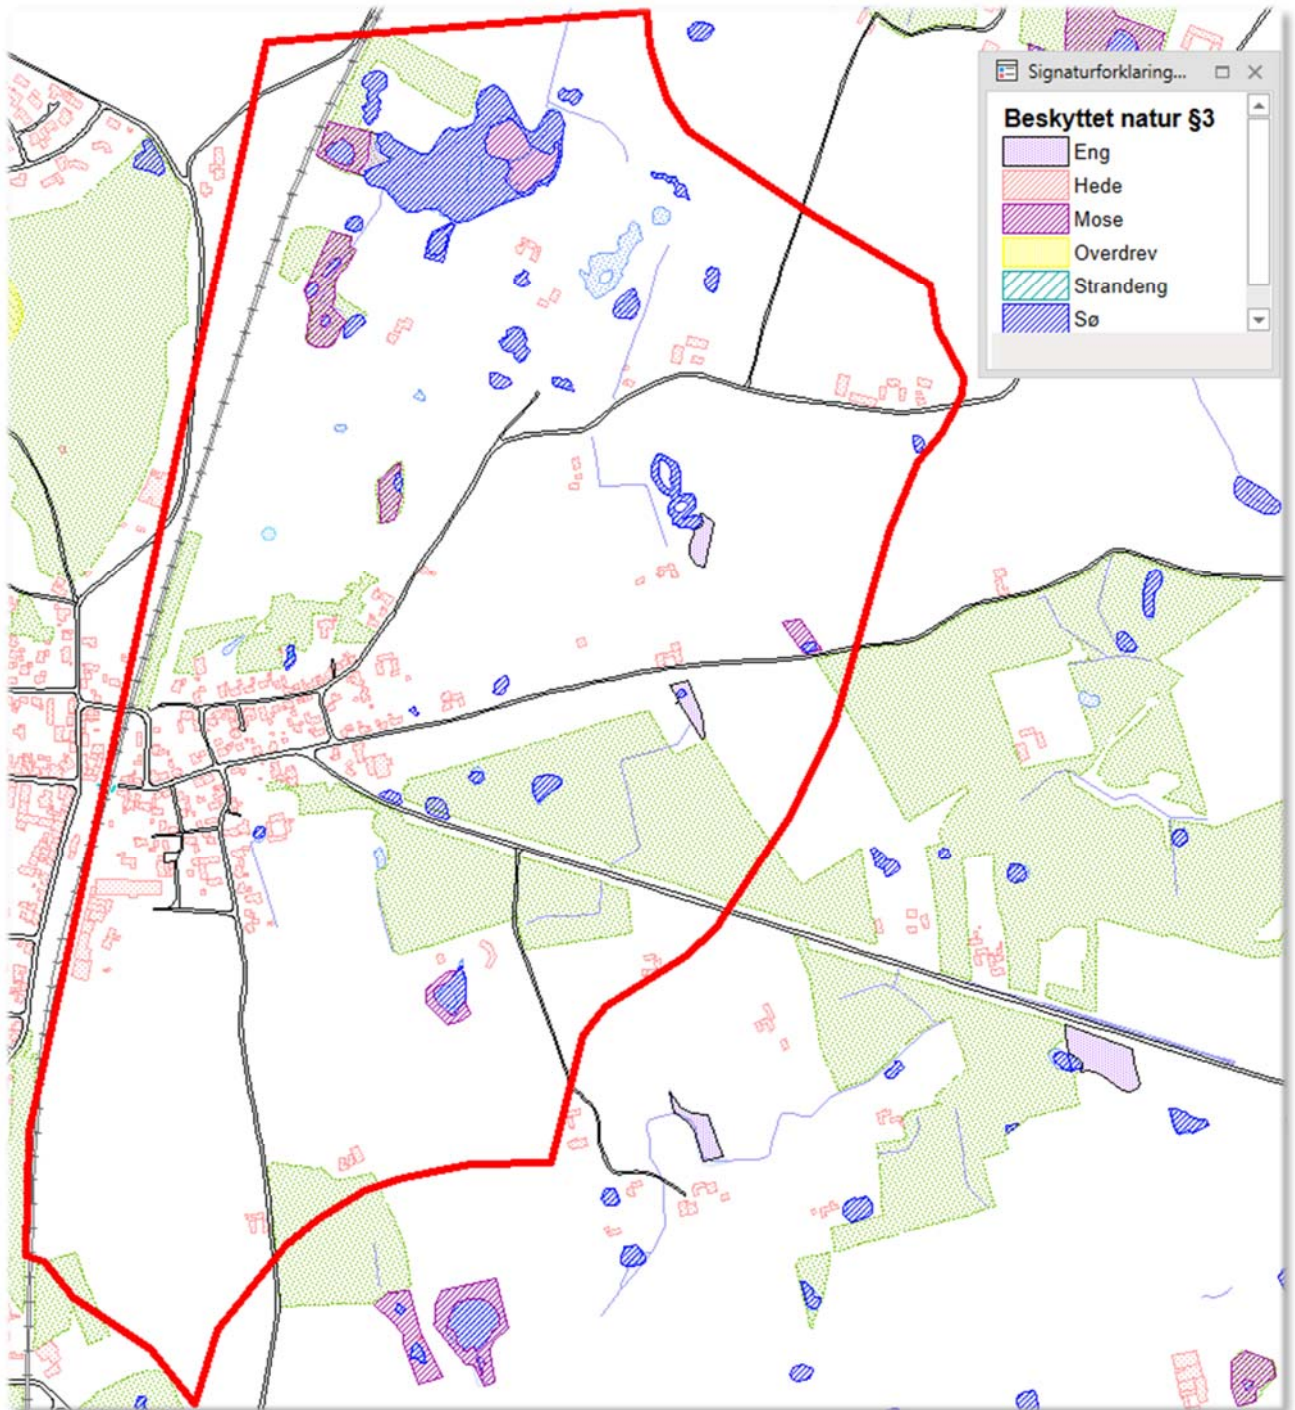 Signaturforklaring...
Beskyttet natur §3
Eng
Hede
Mose
Overdrev
Strandeng
Sø